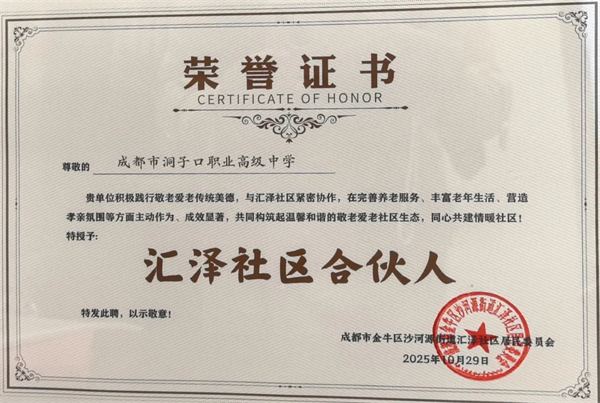 荣誉证书
CERTIFICATE OF HONOR
尊敬的 成都市洞子口职业高级中学
贵单位积极践行敬老爱老传统美德，与汇泽社区紧密协作，在完善养老服务、丰富老年生活、营造
孝亲氛围等方面主动作为、成效显著，共同构筑起温馨和谐的敬老爱老社区生态，同心共建情暖社区！
特授予：
汇泽社区合伙人
特发此聘，以示敬意！
成都市金牛区沙河源街道汇泽社区居民委员会
2025年10月29日